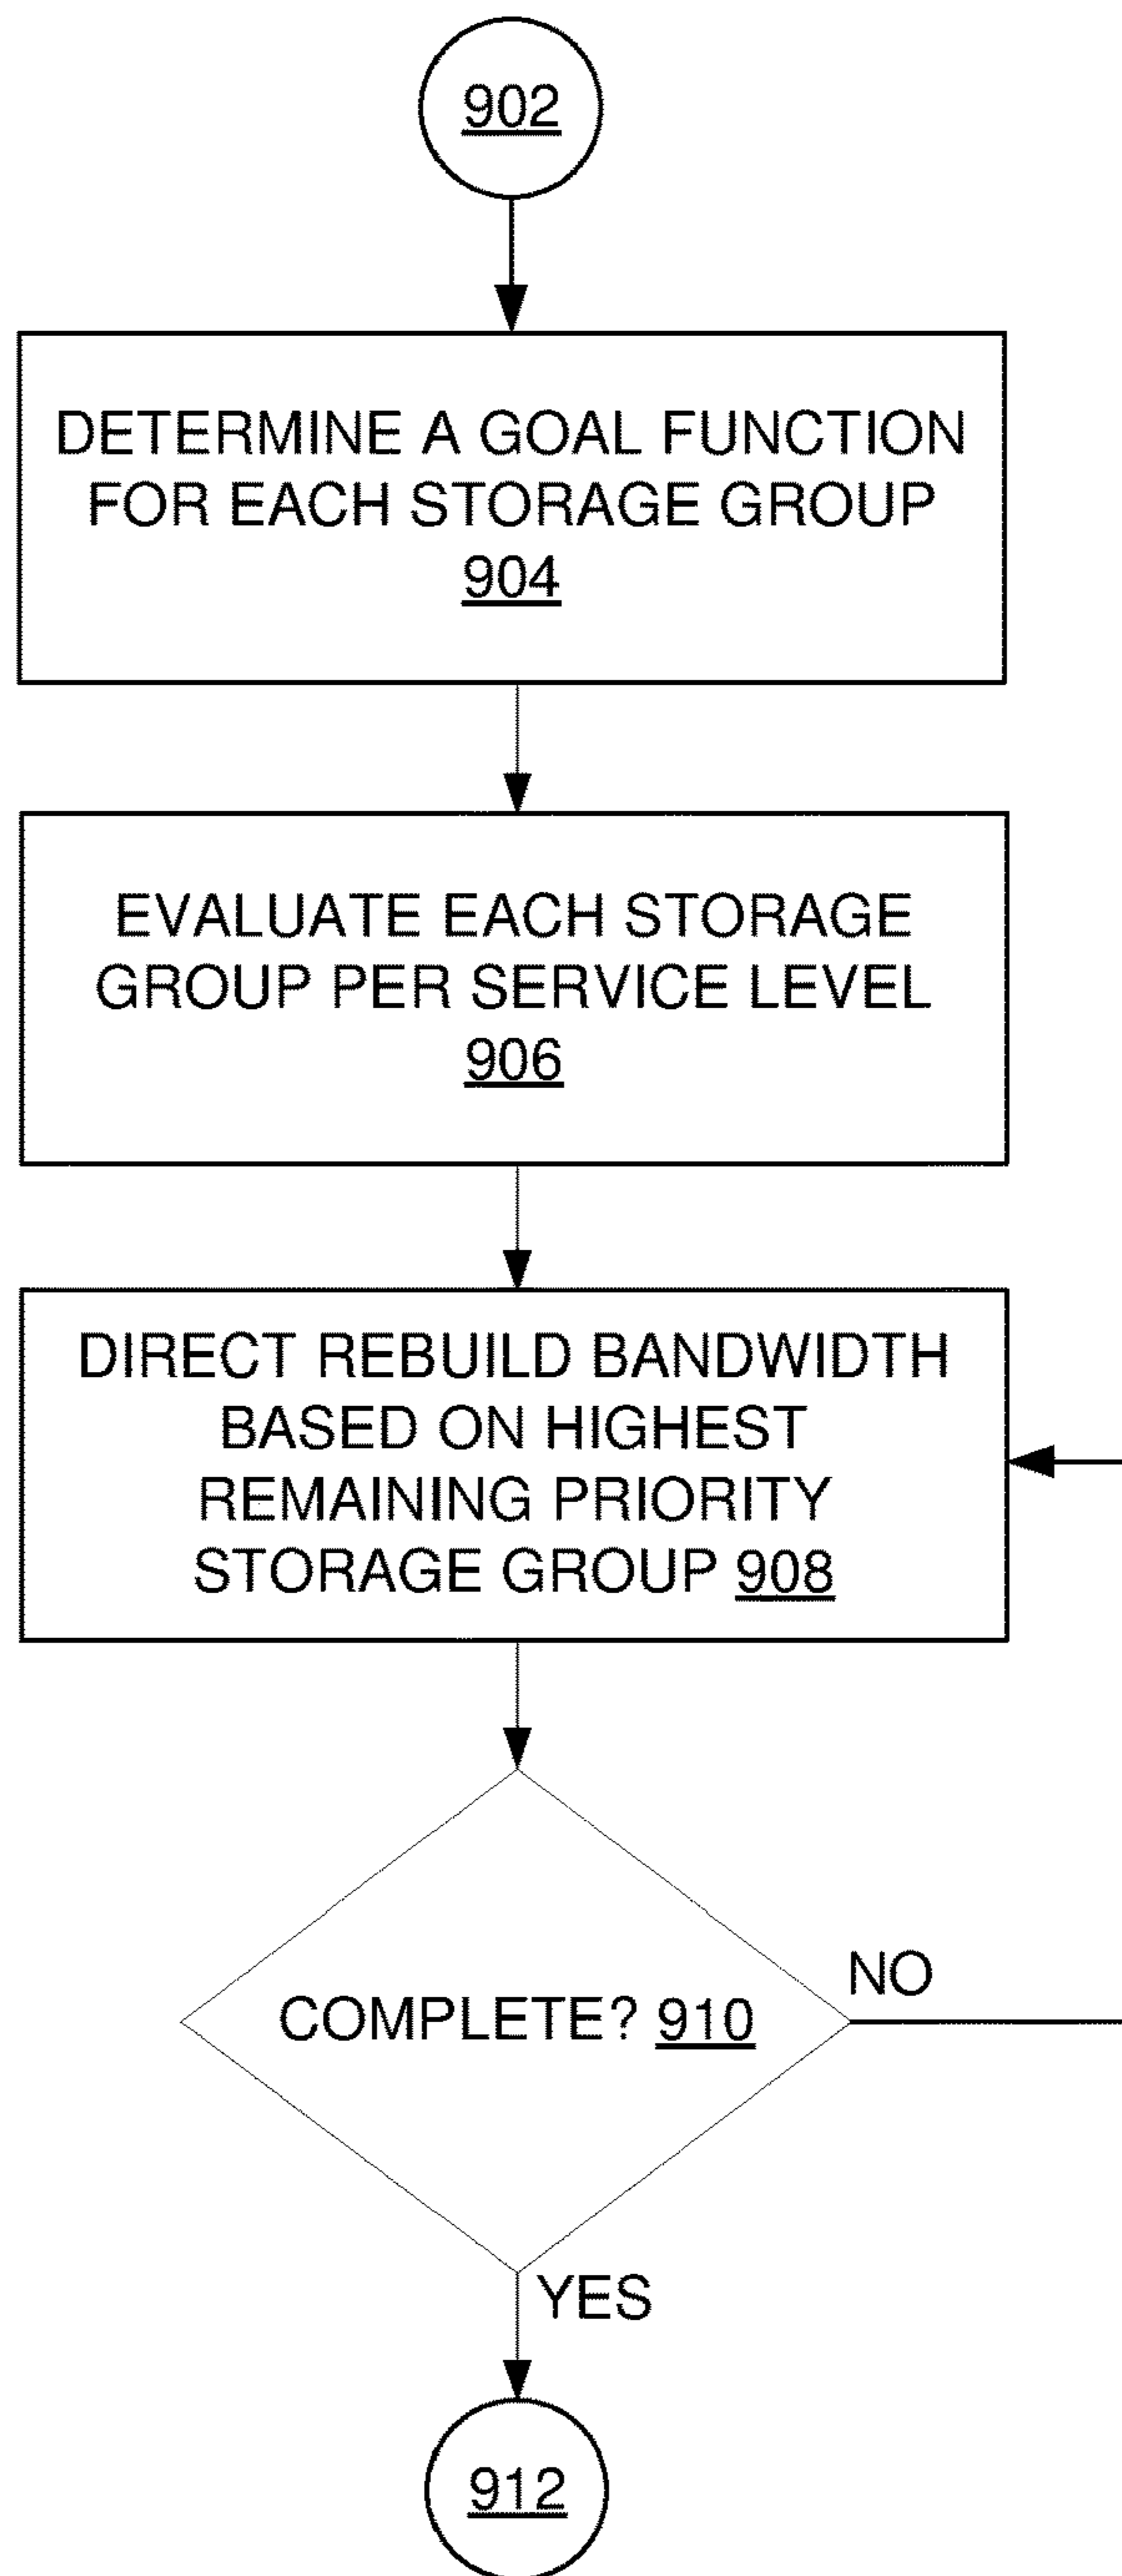 902
DETERMINE A GOAL FUNCTION
FOR EACH STORAGE GROUP
904
EVALUATE EACH STORAGE
GROUP PER SERVICE LEVEL
906
DIRECT REBUILD BANDWIDTH
BASED ON HIGHEST
REMAINING PRIORITY
STORAGE GROUP 908
NO
COMPLETE? 910
YES
912